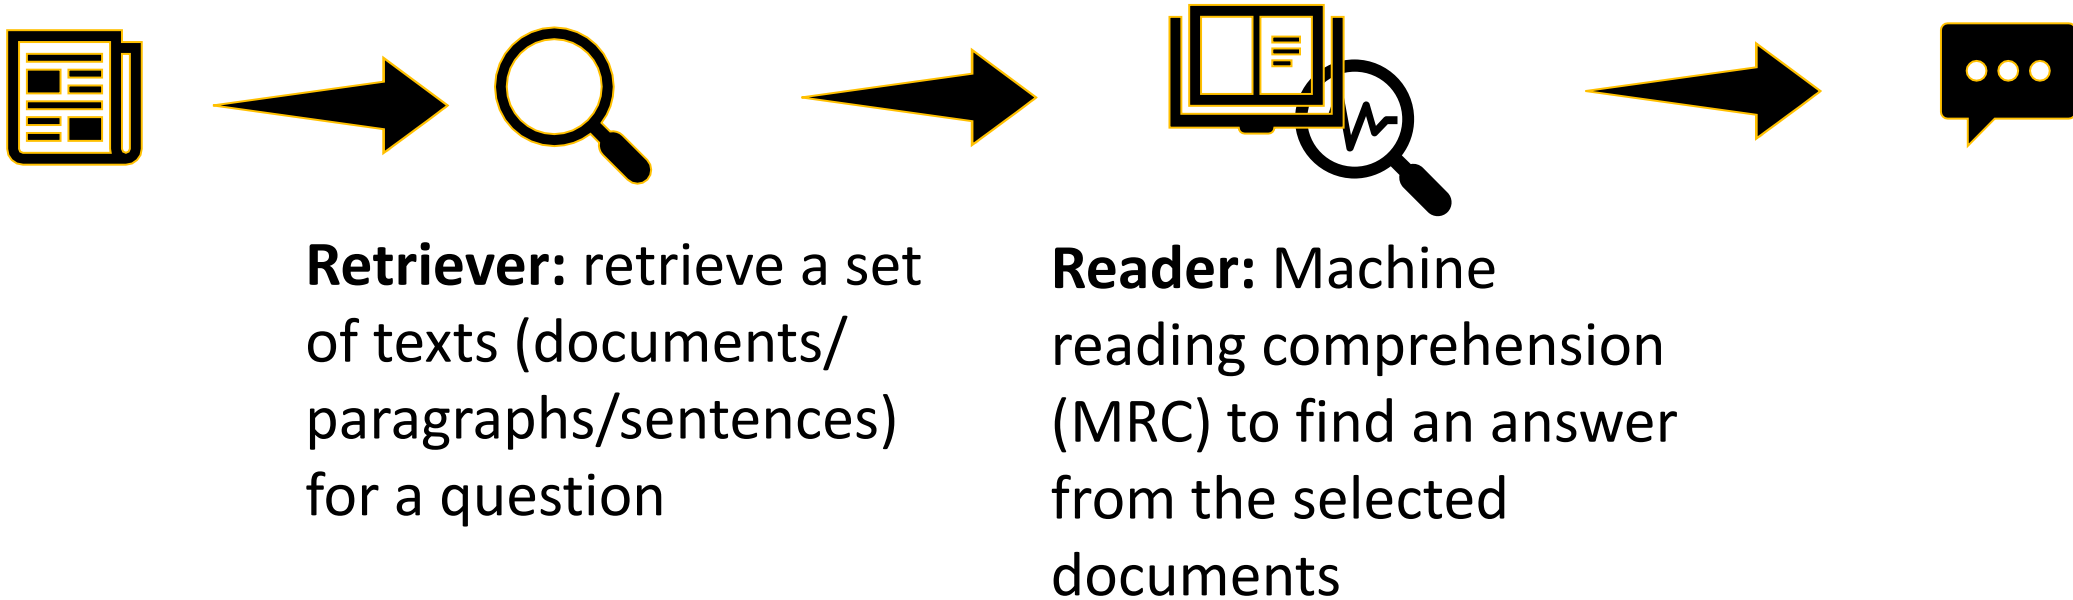 Retriever: retrieve a set
of texts (documents/
paragraphs/sentences)
for a question
Reader: Machine
reading comprehension
(MRC) to find an answer
from the selected
documents